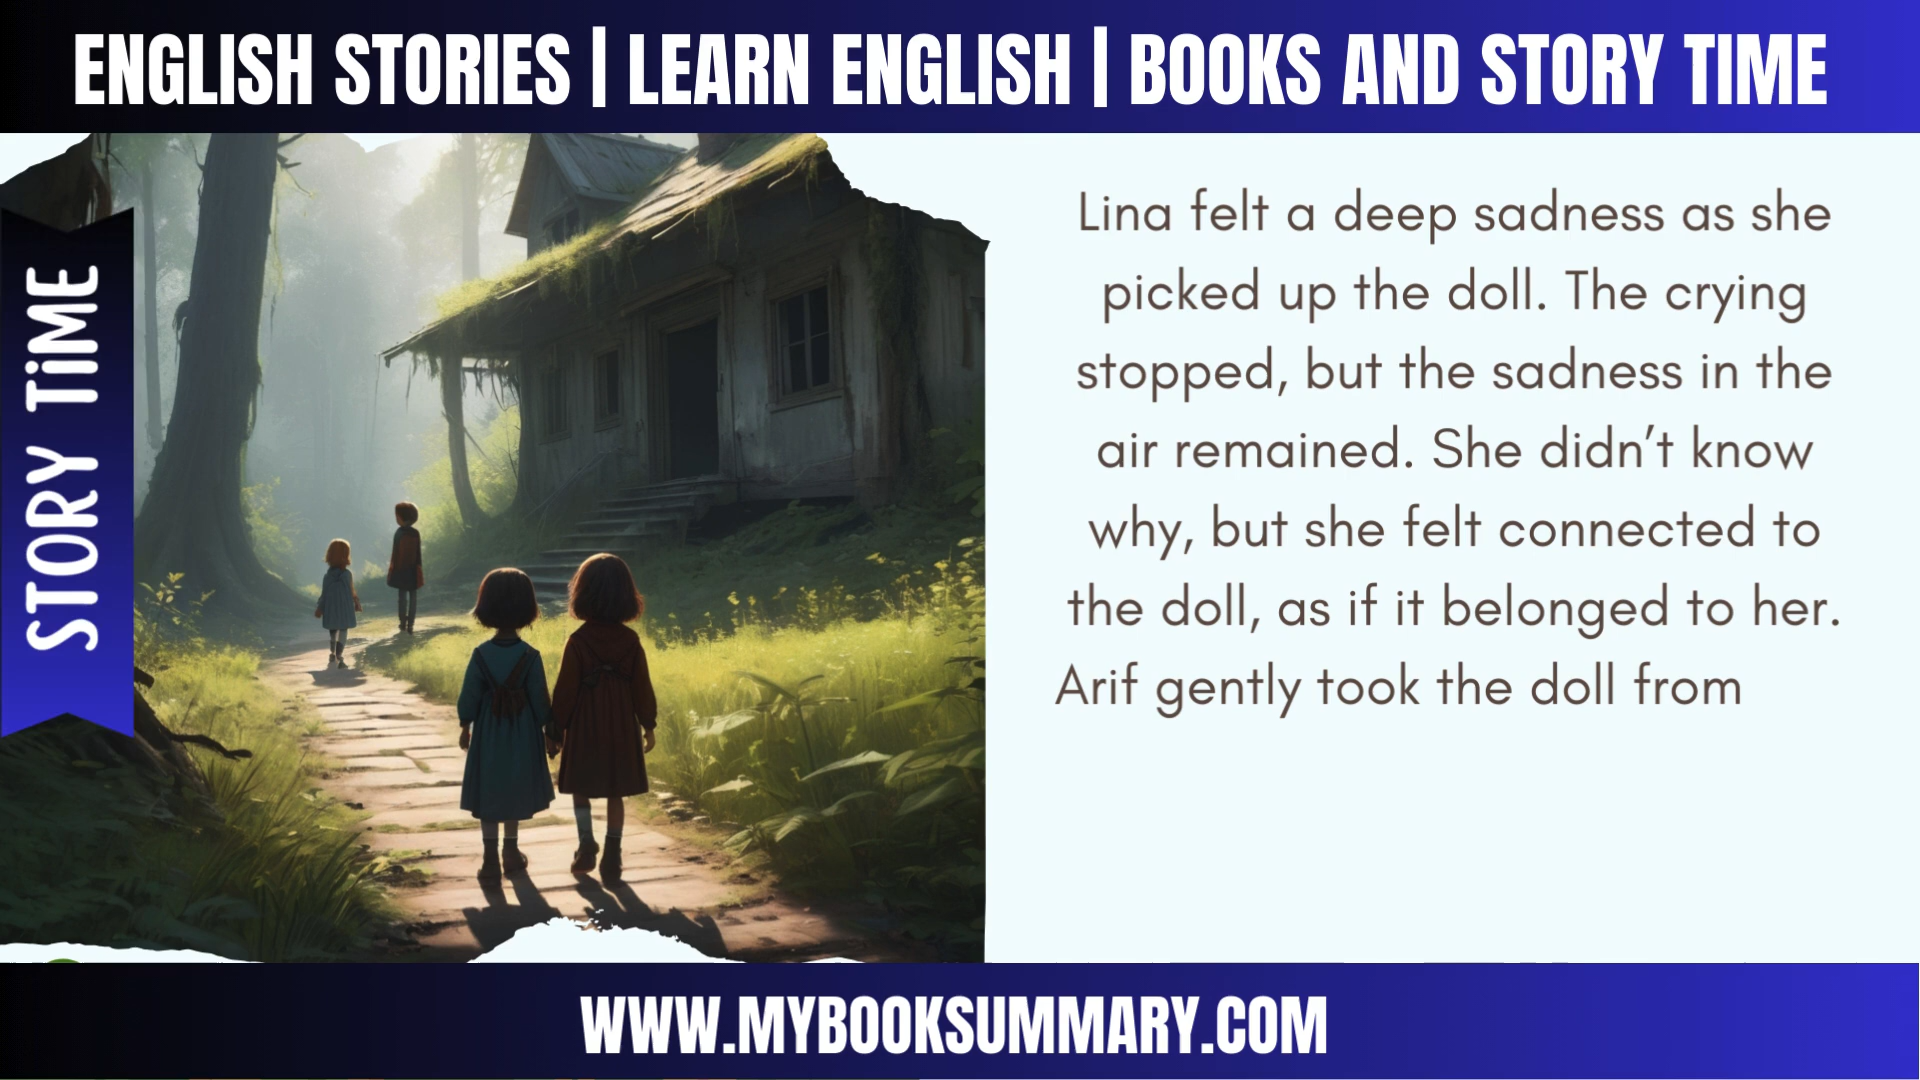 ENGLISH STORIES | LEARN ENGLISH | BOOKS AND STORY TIME
STORY TiME
Lina felt a deep sadness as she
picked up the doll. The crying
stopped, but the sadness in the
air remained. She didn’t know
why, but she felt connected to
the doll, as if it belonged to her.
Arif gently took the doll from
WWW.MYBOOKSUMMARY.COM